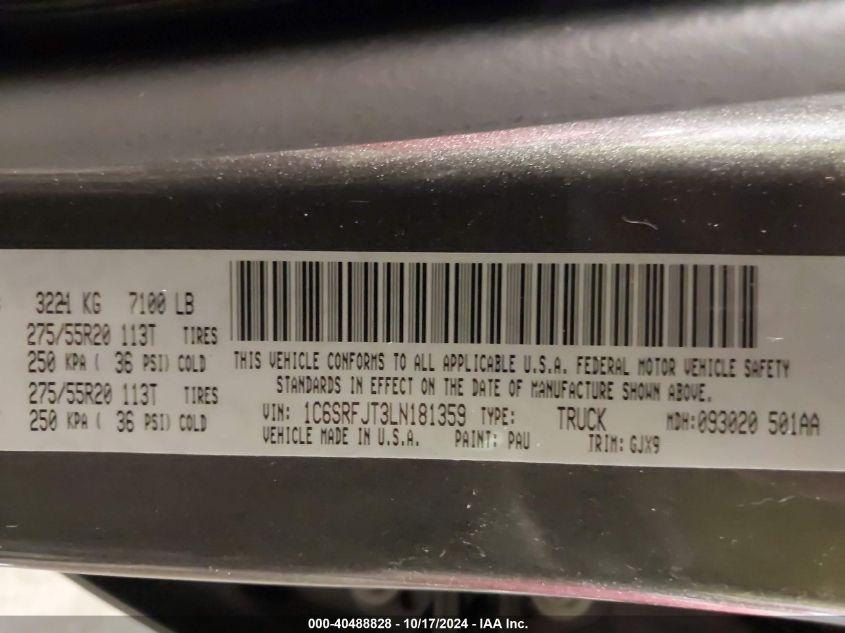 3221 KG 7100 LB
275/55R20 113T TIRES
250 KPA ( 36 PSI) COLD
275/55R20 113T TIRES
250 KPA ( 36 PSI) COLD
THIS VEHICLE CONFORMS TO ALL APPLICABLE U.S.A. FEDERAL MOTOR VEHICLE SAFETY
STANDARDS IN EFFECT ON THE DATE OF MANUFACTURE SHOWN ABOVE.
VIN: 1C6SRFJT3LN181359 TYPE: TRUCK MDH:093020 501AA
VEHICLE MADE IN U.S.A. PAINT: PAU TRIM: GJX9
000-40488828 - 10/17/2024 - IAA Inc.